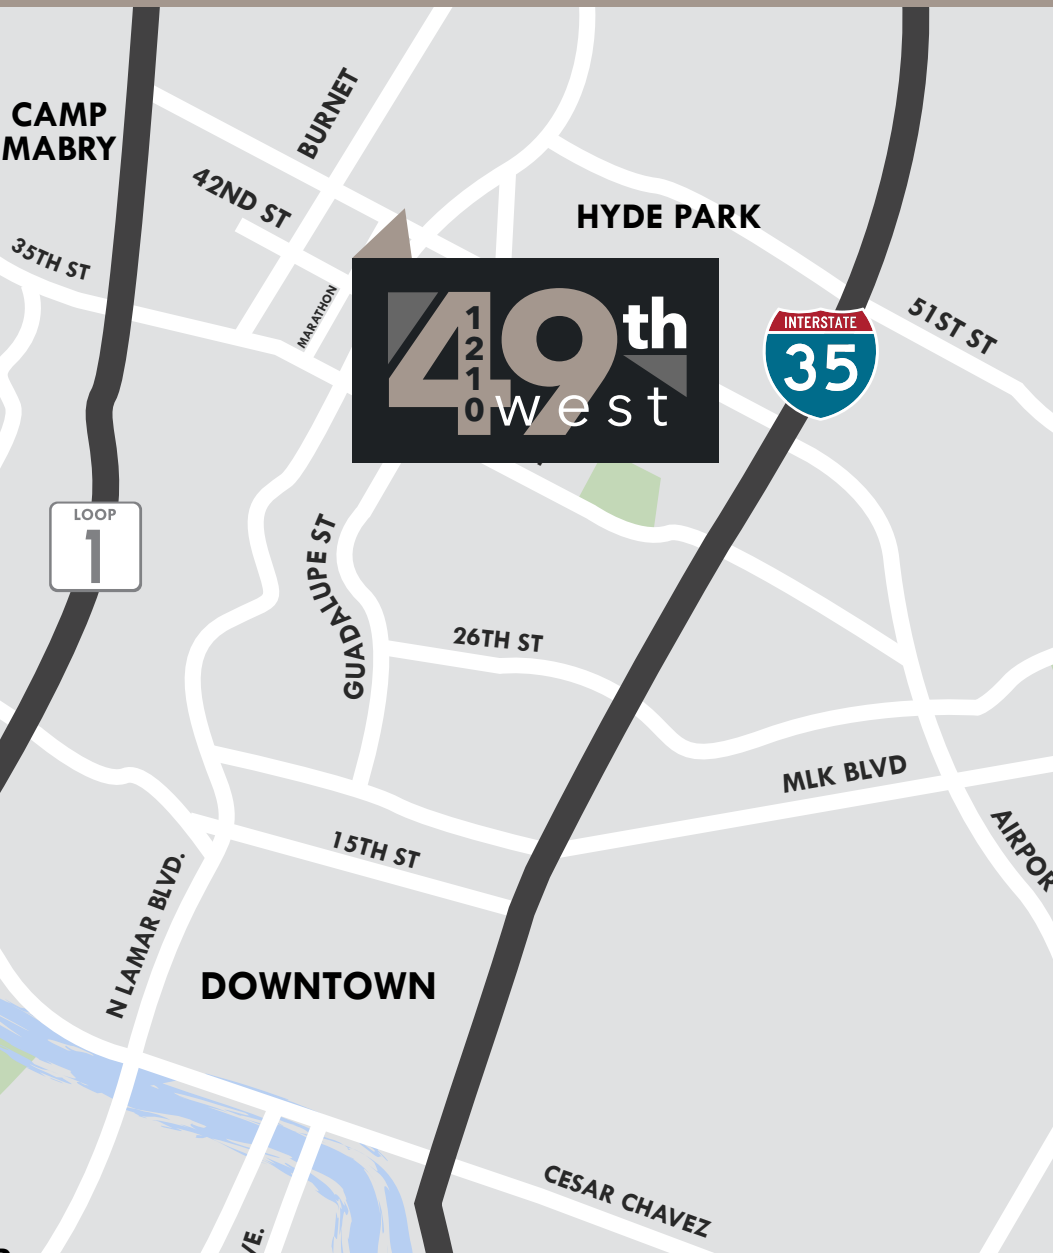 CAMP
MABRY
BURNET
42ND ST
35TH ST
MARATHON
HYDE PARK
51ST ST
49th
1210
west
INTERSTATE
35
LOOP
1
GUADALUPE ST
26TH ST
MLK BLVD
AIRPOR
15TH ST
N LAMAR BLVD.
DOWNTOWN
CESAR CHAVEZ
VE.